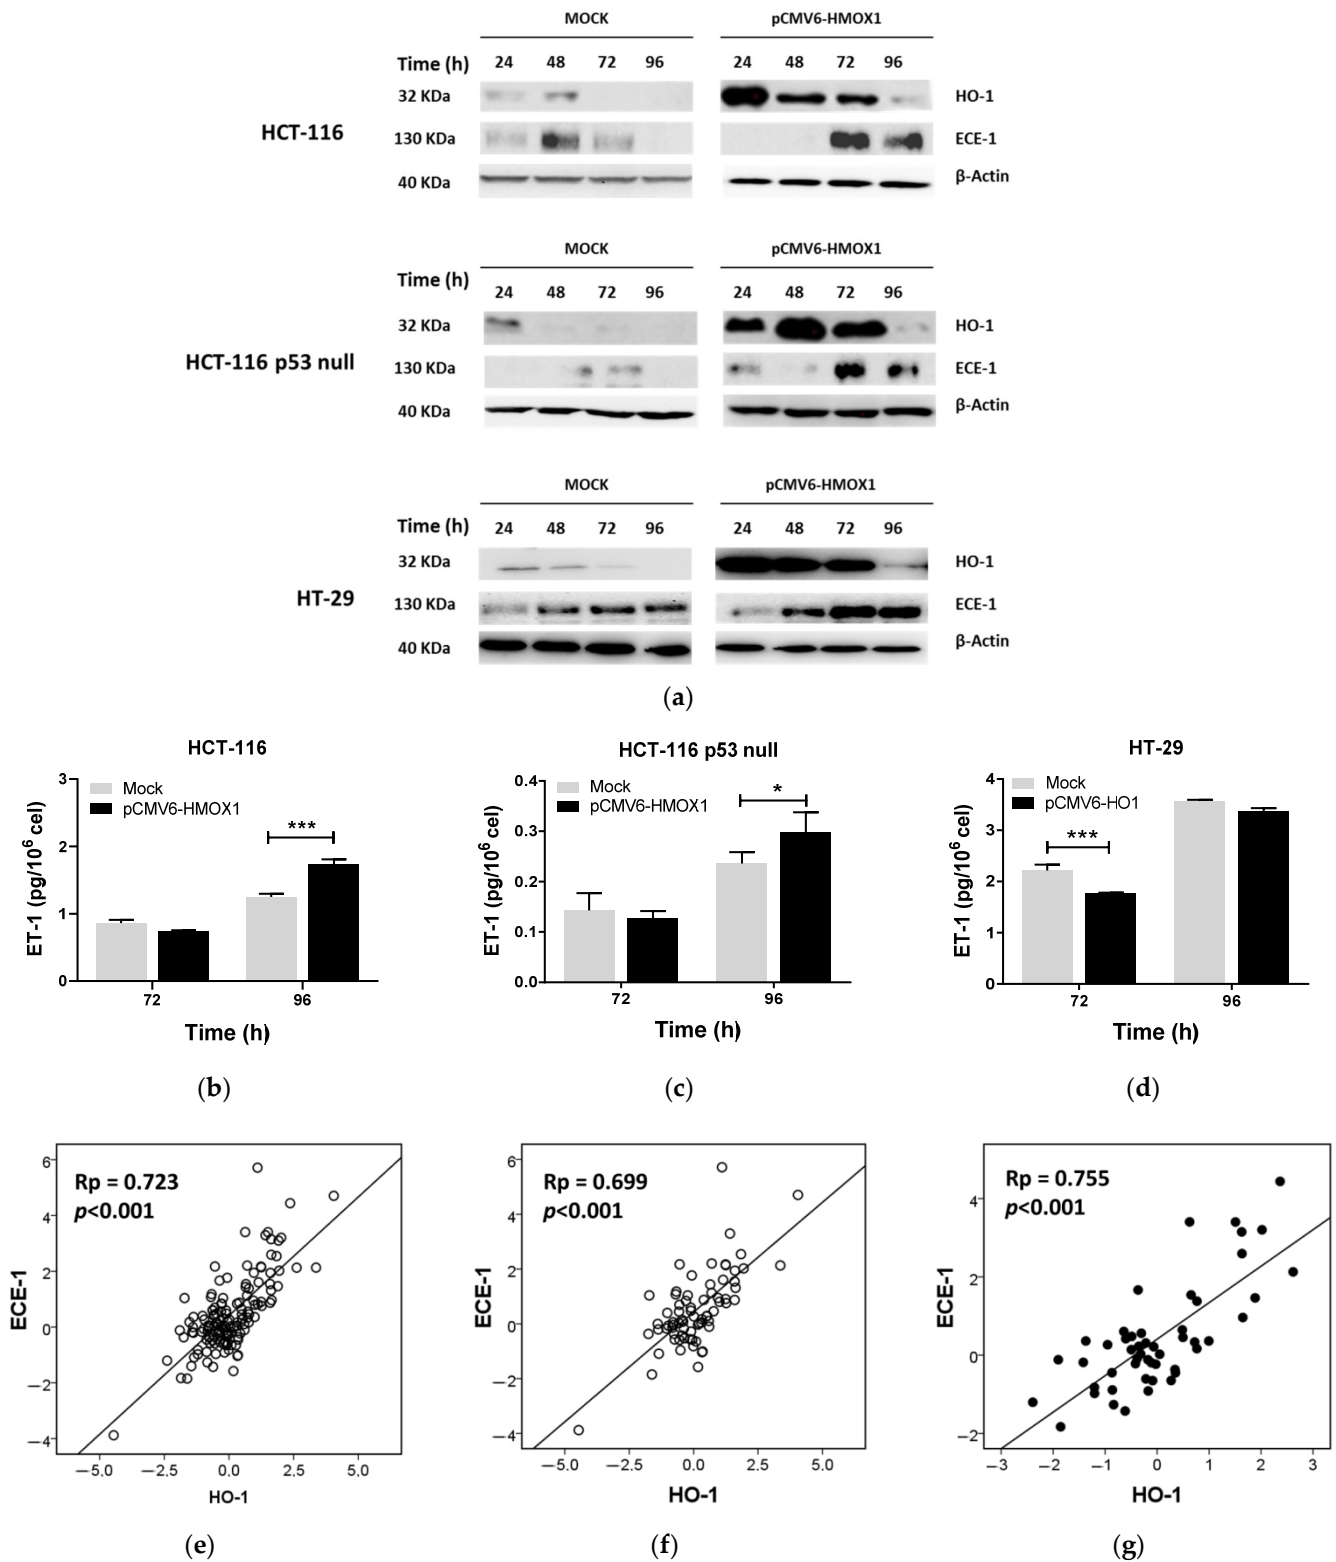 MOCK pCMV6-HMOX1
Time (h) 24 48 72 96 24 48 72 96
32 KDa HO-1
HCT-116 130 KDa ECE-1
40 KDa β-Actin
MOCK pCMV6-HMOX1
Time (h) 24 48 72 96 24 48 72 96
32 KDa HO-1
HCT-116 p53 null 130 KDa ECE-1
40 KDa β-Actin
MOCK pCMV6-HMOX1
Time (h) 24 48 72 96 24 48 72 96
32 KDa HO-1
HT-29 130 KDa ECE-1
40 KDa β-Actin
(a)
HCT-116
ET-1 (pg/10⁶ cel)
3
2
1
0
Mock
pCMV6-HMOX1
***
72 96
Time (h)
(b)
HCT-116 p53 null
ET-1 (pg/10⁶ cel)
0.4
0.3
0.2
0.1
0.0
Mock
pCMV6-HMOX1
*
72 96
Time (h)
(c)
HT-29
ET-1 (pg/10⁶ cel)
4
3
2
1
0
Mock
pCMV6-HO1
***
72 96
Time (h)
(d)
ECE-1
6
4
2
0
−2
−4
Rp = 0.723
p<0.001
−5.0 −2.5 0.0 2.5 5.0
HO-1
(e)
ECE-1
6
4
2
0
−2
−4
Rp = 0.699
p<0.001
−5.0 −2.5 0.0 2.5 5.0
HO-1
(f)
ECE-1
4
2
0
−2
Rp = 0.755
p<0.001
−3 −2 −1 0 1 2 3
HO-1
(g)